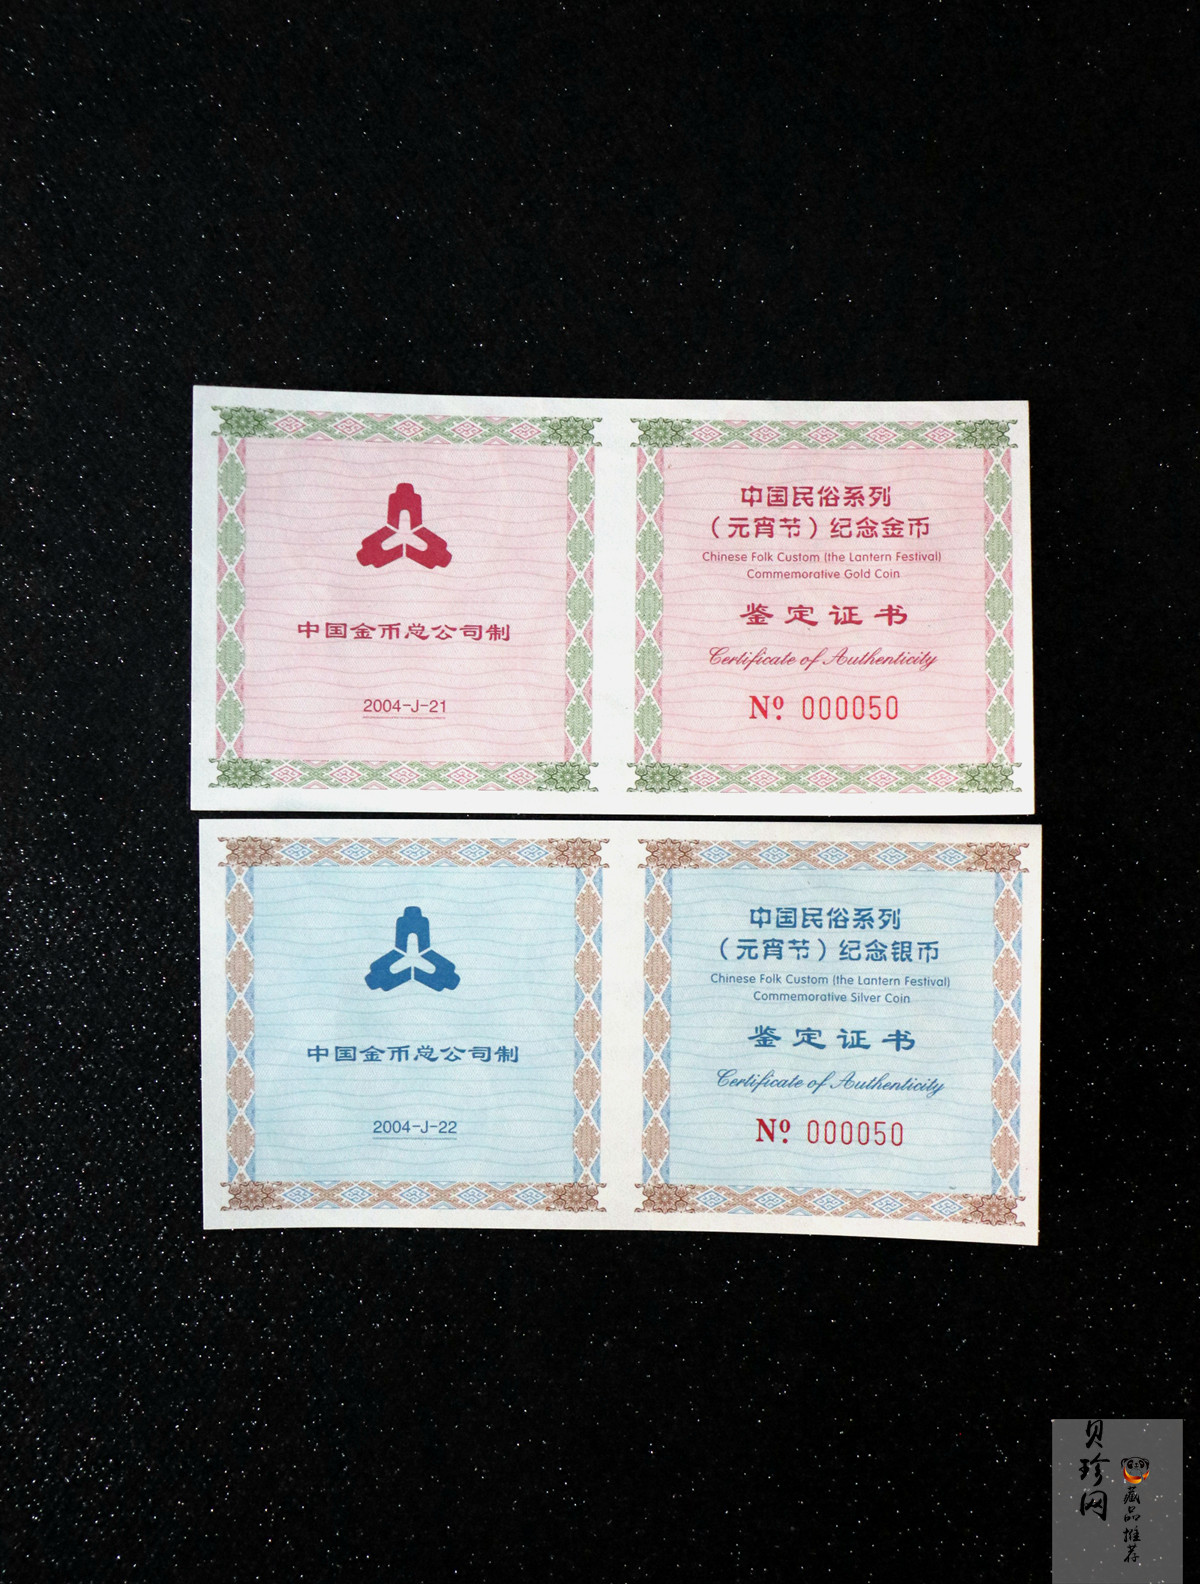 中国金币总公司制
2004-J-21
中国民俗系列
（元宵节）纪念金币
Chinese Folk Custom (the Lantern Festival)
Commemorative Gold Coin
鉴定证书
Certificate of Authenticity
Nº 000050
中国金币总公司制
2004-J-22
中国民俗系列
（元宵节）纪念银币
Chinese Folk Custom (the Lantern Festival)
Commemorative Silver Coin
鉴定证书
Certificate of Authenticity
Nº 000050
贝珍网
藏品推荐